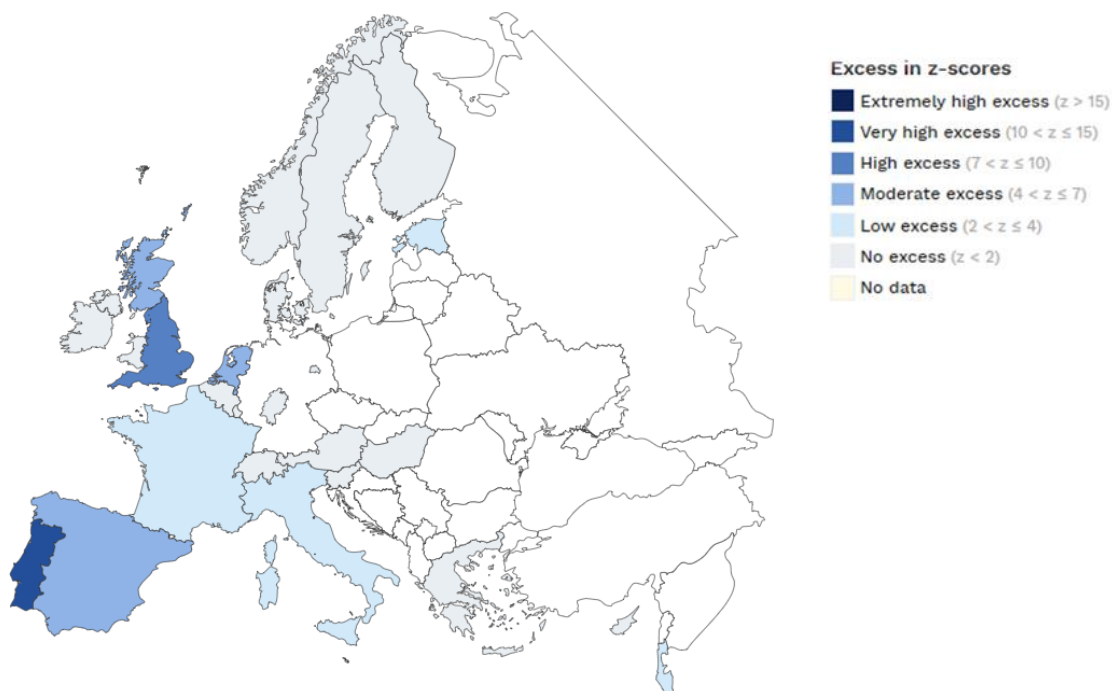 Excess in z-scores
Extremely high excess (z > 15)
Very high excess (10 < z ≤ 15)
High excess (7 < z ≤ 10)
Moderate excess (4 < z ≤ 7)
Low excess (2 < z ≤ 4)
No excess (z < 2)
No data